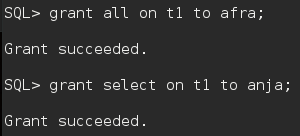 SQL> grant all on t1 to afra;
Grant succeeded.
SQL> grant select on t1 to anja;
Grant succeeded.